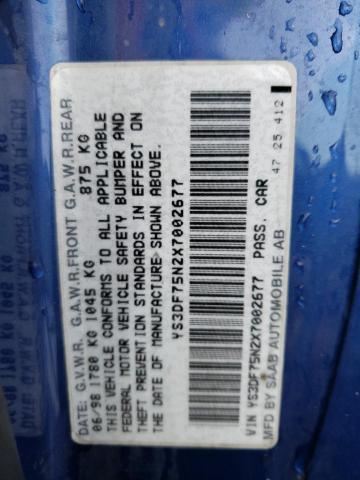 DATE: G.V.W.R. G.A.W.R.FRONT G.A.W.R.REAR
06/98 1780 KG 1045 KG 875 KG
THIS VEHICLE CONFORMS TO ALL APPLICABLE
FEDERAL MOTOR VEHICLE SAFETY BUMPER AND
THEFT PREVENTION STANDARDS IN EFFECT ON
THE DATE OF MANUFACTURE SHOWN ABOVE.
YS3DF75N2X7002677
VIN YS3DF75N2X7002677 PASS. CAR
MFG BY SAAB AUTOMOBILE AB 47 25 412